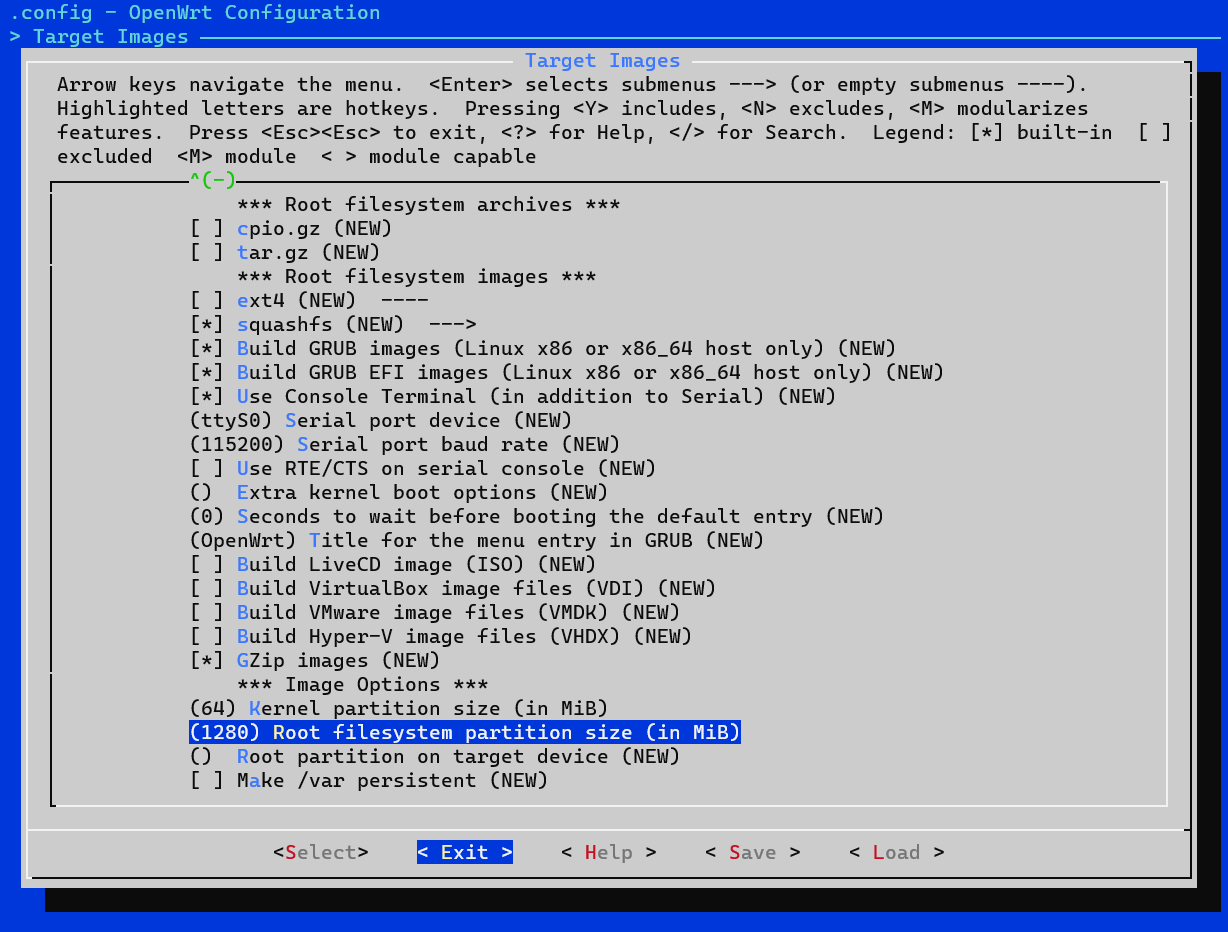 .config - OpenWrt Configuration
> Target Images
Target Images
Arrow keys navigate the menu.  <Enter> selects submenus ---> (or empty submenus ----).
Highlighted letters are hotkeys.  Pressing <Y> includes, <N> excludes, <M> modularizes
features.  Press <Esc><Esc> to exit, <?> for Help, </> for Search.  Legend: [*] built-in  [ ]
excluded  <M> module  < > module capable
^(-)
*** Root filesystem archives ***
[ ] cpio.gz (NEW)
[ ] tar.gz (NEW)
*** Root filesystem images ***
[ ] ext4 (NEW)  ----
[*] squashfs (NEW)  --->
[*] Build GRUB images (Linux x86 or x86_64 host only) (NEW)
[*] Build GRUB EFI images (Linux x86 or x86_64 host only) (NEW)
[*] Use Console Terminal (in addition to Serial) (NEW)
(ttyS0) Serial port device (NEW)
(115200) Serial port baud rate (NEW)
[ ] Use RTE/CTS on serial console (NEW)
()  Extra kernel boot options (NEW)
(0) Seconds to wait before booting the default entry (NEW)
(OpenWrt) Title for the menu entry in GRUB (NEW)
[ ] Build LiveCD image (ISO) (NEW)
[ ] Build VirtualBox image files (VDI) (NEW)
[ ] Build VMware image files (VMDK) (NEW)
[ ] Build Hyper-V image files (VHDX) (NEW)
[*] GZip images (NEW)
*** Image Options ***
(64) Kernel partition size (in MiB)
(1280) Root filesystem partition size (in MiB)
()  Root partition on target device (NEW)
[ ] Make /var persistent (NEW)
<Select>    < Exit >    < Help >    < Save >    < Load >